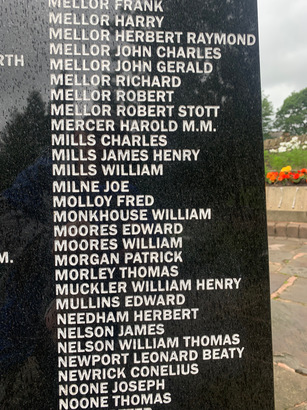 MELLOR FRANK
MELLOR HARRY
MELLOR HERBERT RAYMOND
MELLOR JOHN CHARLES
RTH
MELLOR JOHN GERALD
MELLOR RICHARD
MELLOR ROBERT
MELLOR ROBERT STOTT
MERCER HAROLD M.M.
MILLS CHARLES
MILLS JAMES HENRY
MILLS WILLIAM
MILNE JOE
MOLLOY FRED
MONKHOUSE WILLIAM
MOORES EDWARD
MOORES WILLIAM
M.
MORGAN PATRICK
MORLEY THOMAS
MUCKLER WILLIAM HENRY
MULLINS EDWARD
NEEDHAM HERBERT
NELSON JAMES
NELSON WILLIAM THOMAS
NEWPORT LEONARD BEATY
NEWRICK CONELIUS
NOONE JOSEPH
NOONE THOMAS